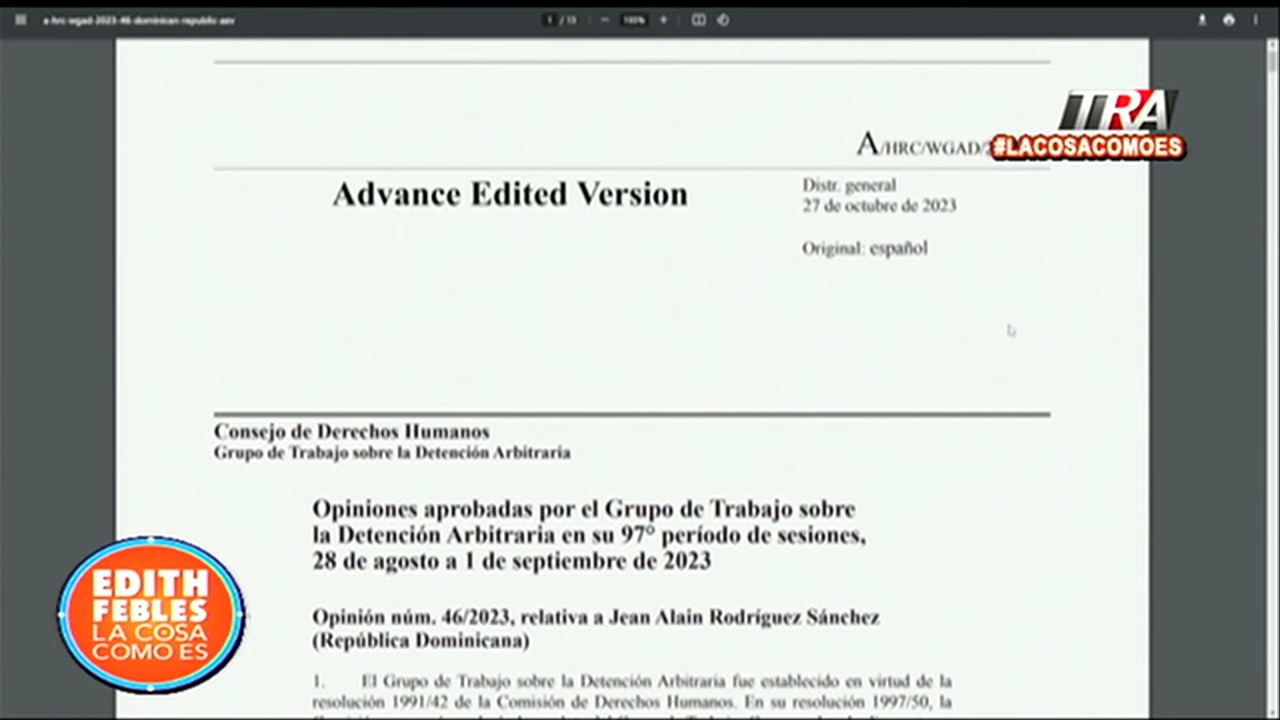 a-hrc-wgad-2023-46-dominican-republic-aev
1 / 13
100%
TRA
#LACOSACOMOES
A/HRC/WGAD/
Advance Edited Version
Distr. general
27 de octubre de 2023
Original: español
Consejo de Derechos Humanos
Grupo de Trabajo sobre la Detención Arbitraria
Opiniones aprobadas por el Grupo de Trabajo sobre
la Detención Arbitraria en su 97° período de sesiones,
28 de agosto a 1 de septiembre de 2023
Opinión núm. 46/2023, relativa a Jean Alain Rodríguez Sánchez
(República Dominicana)
1. El Grupo de Trabajo sobre la Detención Arbitraria fue establecido en virtud de la
resolución 1991/42 de la Comisión de Derechos Humanos. En su resolución 1997/50, la
EDITH
FEBLES
LA COSA
COMO ES